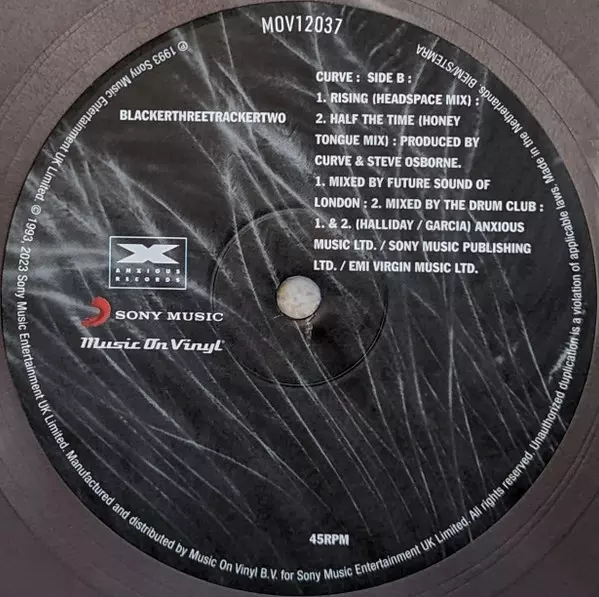 MOV12037
CURVE : SIDE B :
1. RISING (HEADSPACE MIX) :
2. HALF THE TIME (HONEY
TONGUE MIX) : PRODUCED BY
CURVE & STEVE OSBORNE.
1. MIXED BY FUTURE SOUND OF
LONDON : 2. MIXED BY THE DRUM CLUB :
1. & 2. (HALLIDAY / GARCIA) ANXIOUS
MUSIC LTD. / SONY MUSIC PUBLISHING
LTD. / EMI VIRGIN MUSIC LTD.
BLACKERTHREETRACKERTWO
X
ANXIOUS
RECORDS
SONY MUSIC
Music On Vinyl
45RPM
℗ 1993 Sony Music Entertainment UK Limited. © 1993, 2023 Sony Music Entertainment UK Limited. Manufactured and distributed by Music On Vinyl B.V. for Sony Music Entertainment UK Limited. All rights reserved. Unauthorized duplication is a violation of applicable laws. Made in the Netherlands. BIEM/STEMRA